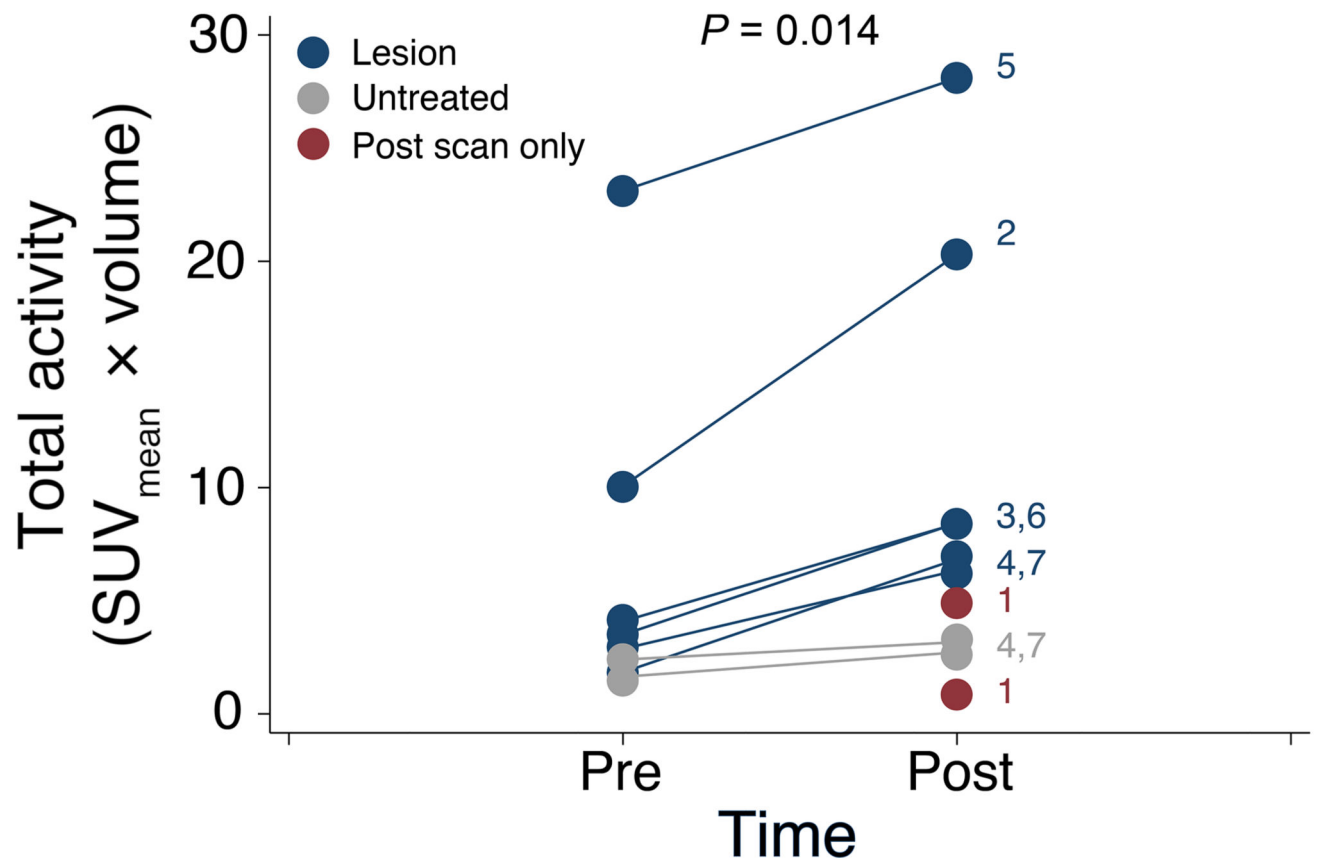 P = 0.014
Lesion
Untreated
Post scan only
Total activity
(SUVmean × volume)
30
20
10
0
5
2
3,6
4,7
1
4,7
1
Pre
Post
Time